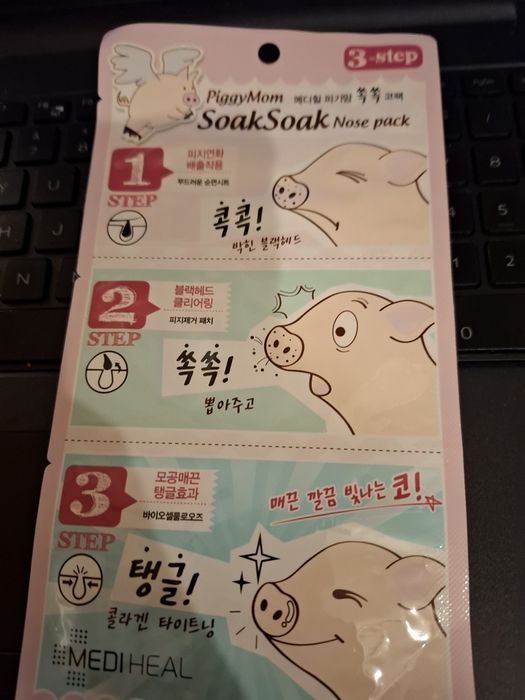 3-step
PiggyMom 메디힐 피기맘 쏙쏙 코팩
SoakSoak Nose pack
1
STEP
피지연화
배출작용
부드러운 순면시트
콕콕!
박힌 블랙헤드
2
STEP
블랙헤드
클리어링
피지제거 패치
쏙쏙!
뽑아주고
3
STEP
모공매끈
탱글효과
바이오셀룰로오즈
매끈 깔끔 빛나는 코!
탱글!
콜라겐 타이트닝
MEDIHEAL